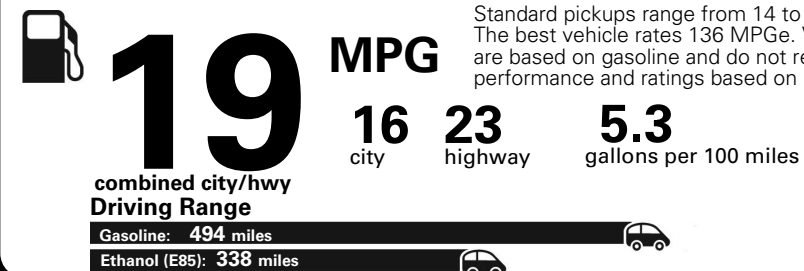 Standard pickups range from 14 to
The best vehicle rates 136 MPGe. V
are based on gasoline and do not re
performance and ratings based on
19 MPG
16 23 5.3
city highway gallons per 100 miles
combined city/hwy
Driving Range
Gasoline: 494 miles
Ethanol (E85): 338 miles